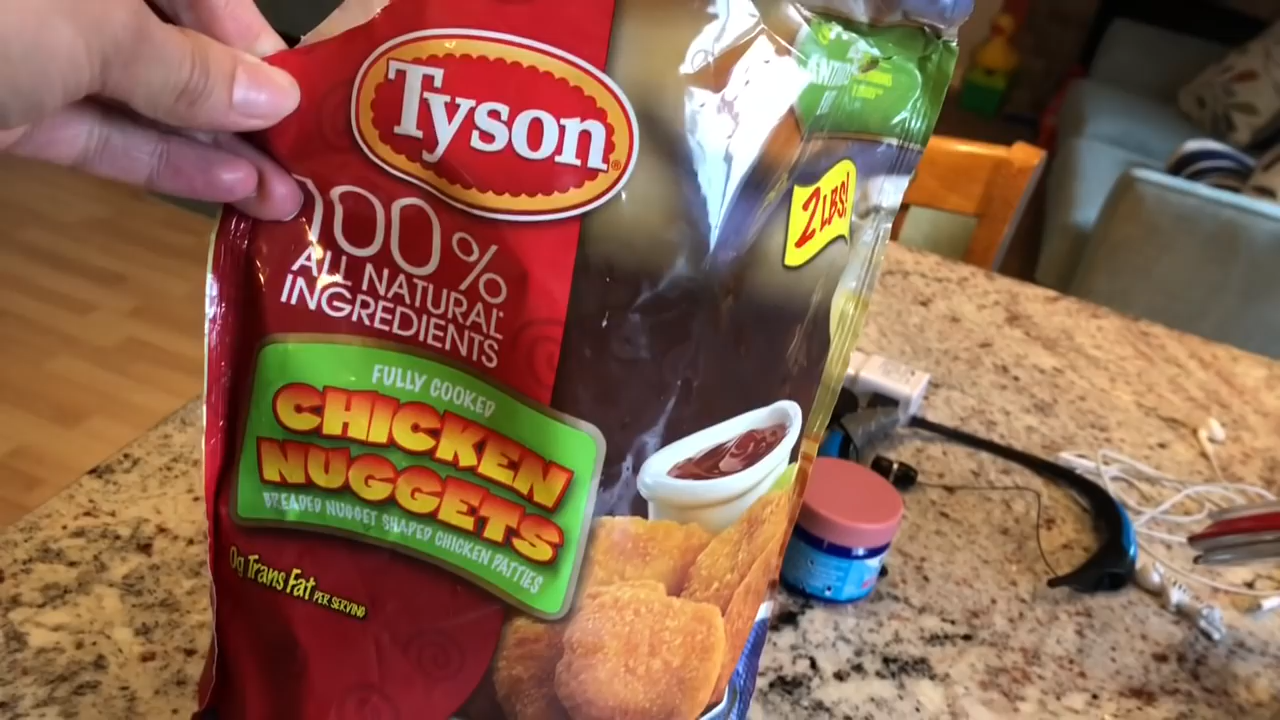 Tyson
100%
ALL NATURAL*
INGREDIENTS
FULLY COOKED
CHICKEN
NUGGETS
BREADED NUGGET SHAPED CHICKEN PATTIES
0g Trans Fat PER SERVING
2 LBS!